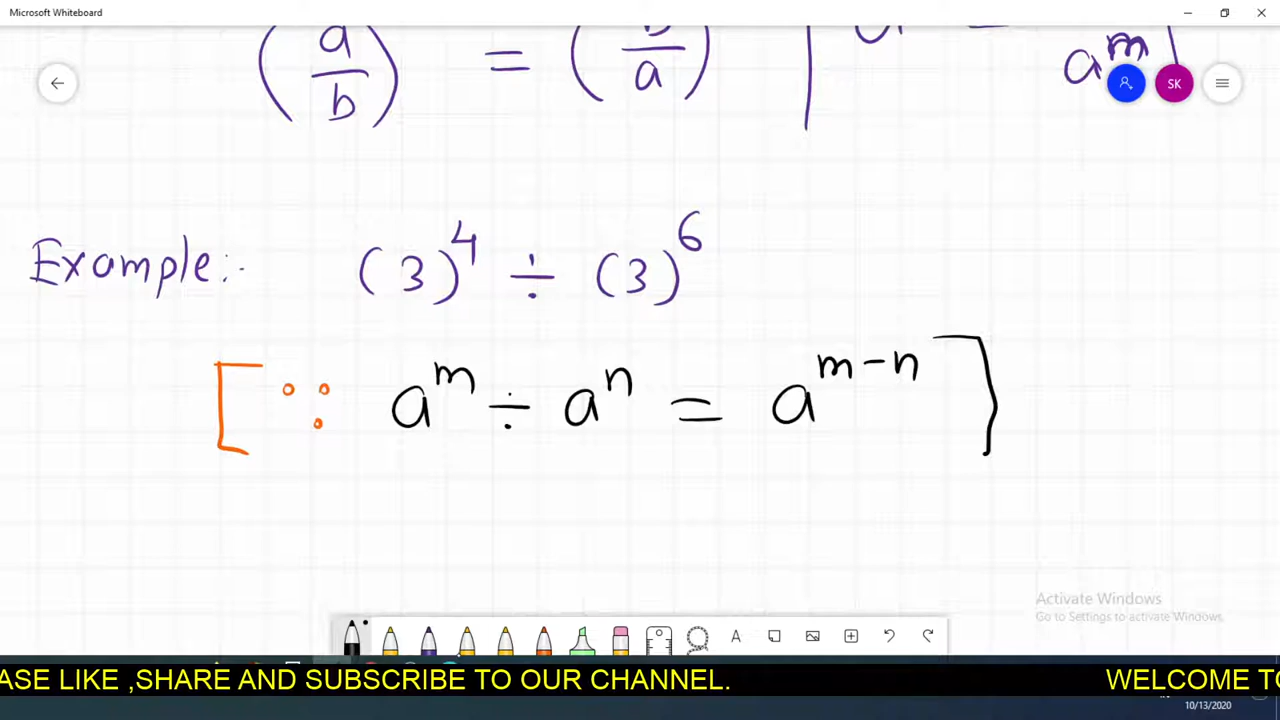 Microsoft Whiteboard
(a/b) = (b/a) | a = a^m
SK
Example:- (3)^4 ÷ (3)^6
[∵ a^m ÷ a^n = a^(m-n)]
Activate Windows
Go to Settings to activate Windows.
A
ASE LIKE ,SHARE AND SUBSCRIBE TO OUR CHANNEL. WELCOME TO
10/13/2020